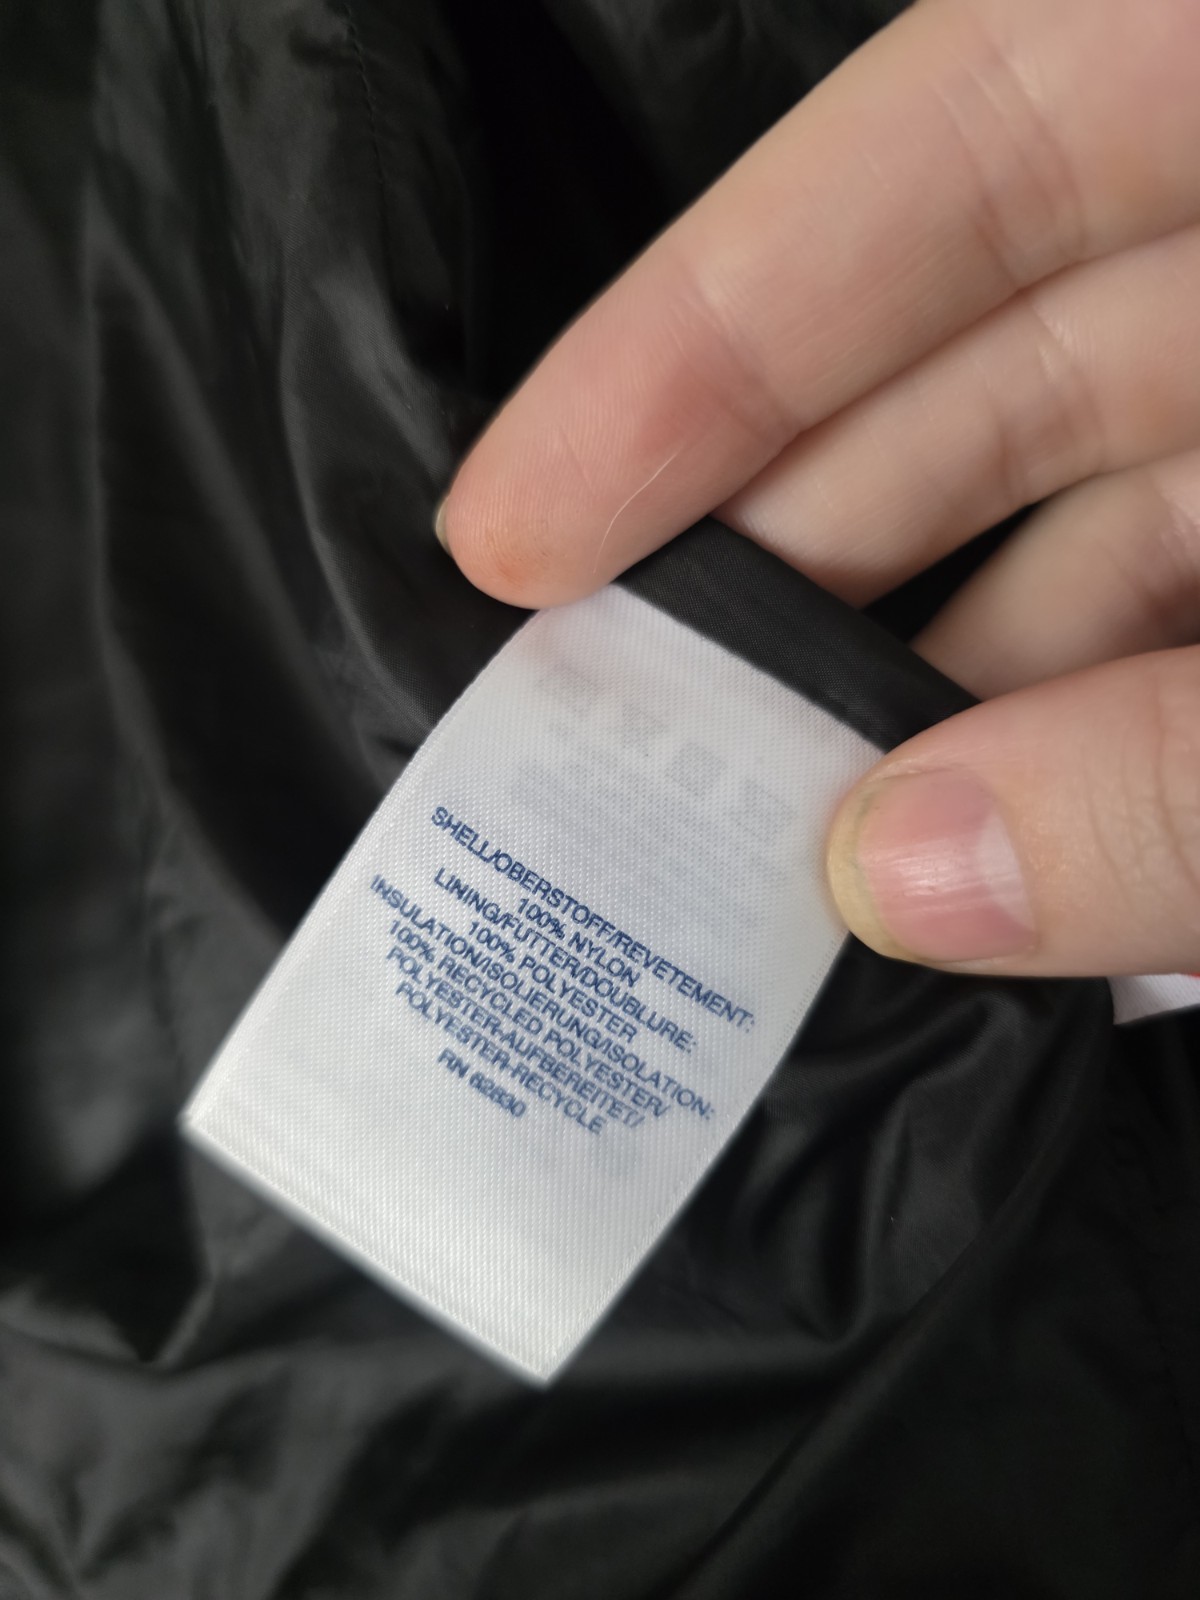 SHELL/OBERSTOFF/REVETEMENT:
100% NYLON
LINING/FUTTER/DOUBLURE:
100% POLYESTER
INSULATION/ISOLIERUNG/ISOLATION:
100% RECYCLED POLYESTER/
POLYESTER-AUFBEREITET/
POLYESTER-RECYCLE
RN 62830